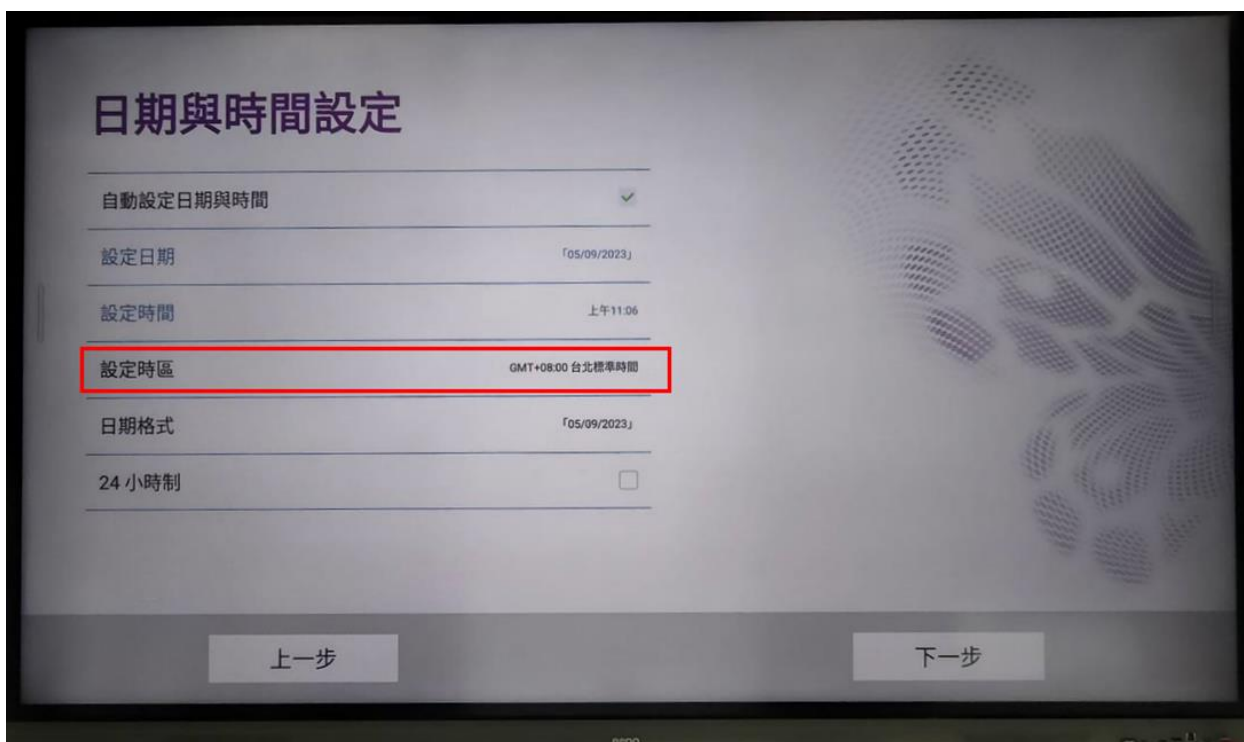 日期與時間設定
自動設定日期與時間
設定日期 「05/09/2023」
設定時間 上午11:06
設定時區 GMT+08:00 台北標準時間
日期格式 「05/09/2023」
24 小時制
上一步 下一步